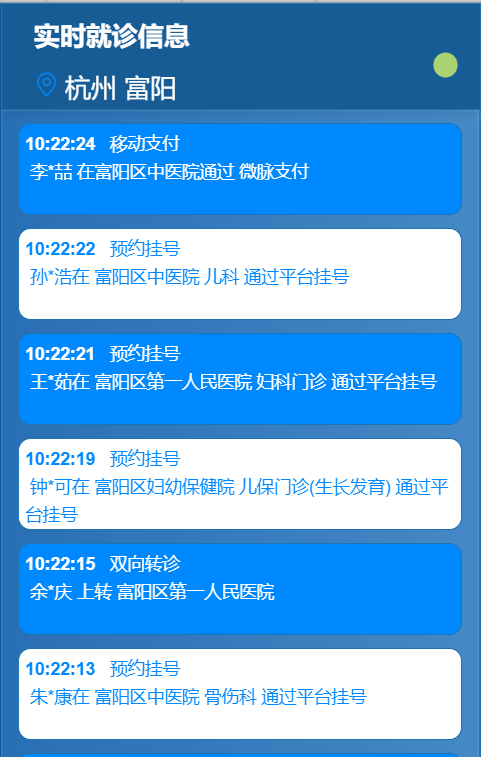 实时就诊信息
杭州 富阳
10:22:24 移动支付
李*喆 在富阳区中医院通过 微脉支付
10:22:22 预约挂号
孙*浩在 富阳区中医院 儿科 通过平台挂号
10:22:21 预约挂号
王*茹在 富阳区第一人民医院 妇科门诊 通过平台挂号
10:22:19 预约挂号
钟*可在 富阳区妇幼保健院 儿保门诊(生长发育) 通过平
台挂号
10:22:15 双向转诊
余*庆 上转 富阳区第一人民医院
10:22:13 预约挂号
朱*康在 富阳区中医院 骨伤科 通过平台挂号